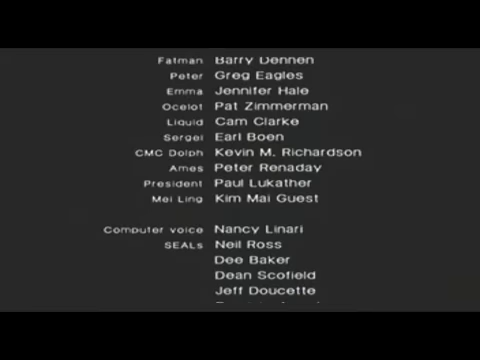 Fatman Barry Dennen
Peter Greg Eagles
Emma Jennifer Hale
Ocelot Pat Zimmerman
Liquid Cam Clarke
Sergei Earl Boen
CMC Dolph Kevin M. Richardson
Ames Peter Renaday
President Paul Lukather
Mei Ling Kim Mai Guest
Computer voice Nancy Linari
SEALs Neil Ross
Dee Baker
Dean Scofield
Jeff Doucette